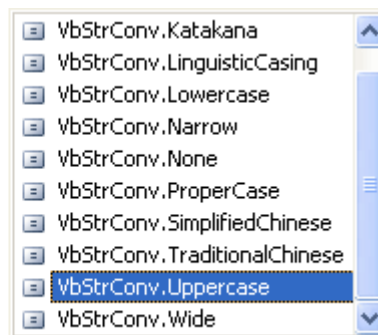 VbStrConv.Katakana
VbStrConv.LinguisticCasing
VbStrConv.Lowercase
VbStrConv.Narrow
VbStrConv.None
VbStrConv.ProperCase
VbStrConv.SimplifiedChinese
VbStrConv.TraditionalChinese
VbStrConv.Uppercase
VbStrConv.Wide